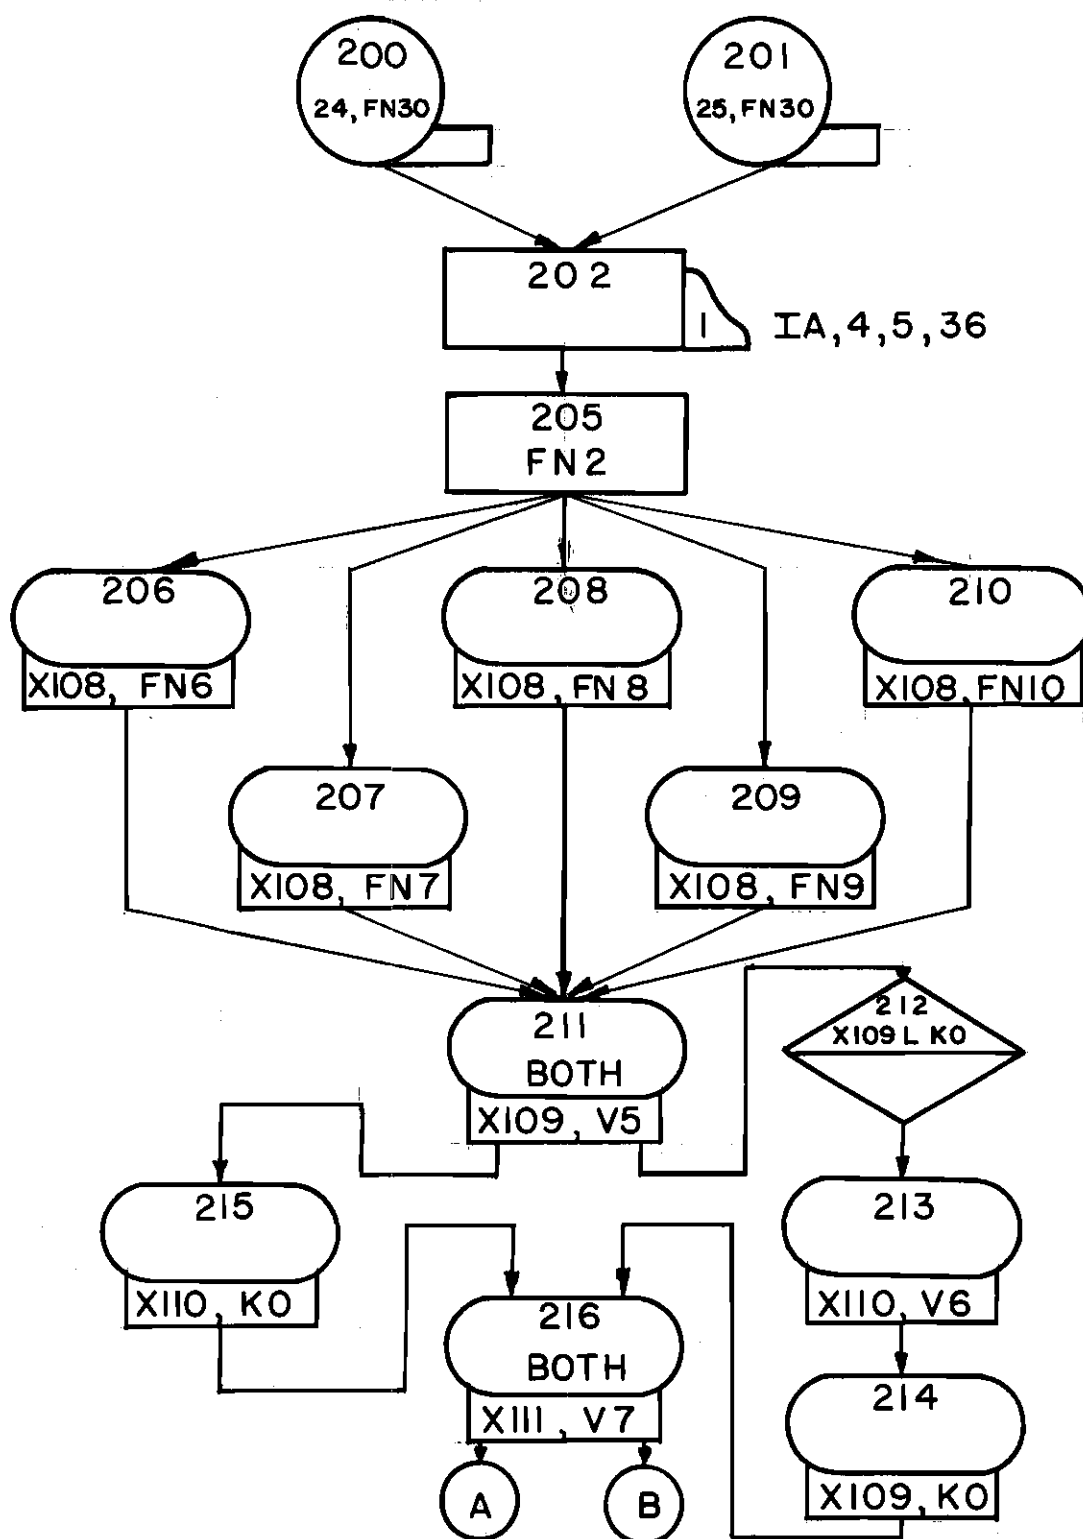 200
24, FN30
201
25, FN30
202
1
IA, 4, 5, 36
205
FN2
206
X108, FN6
208
X108, FN8
210
X108, FN10
207
X108, FN7
209
X108, FN9
211
BOTH
X109, V5
212
X109 L K0
215
X110, K0
213
X110, V6
216
BOTH
X111, V7
214
X109, K0
A
B